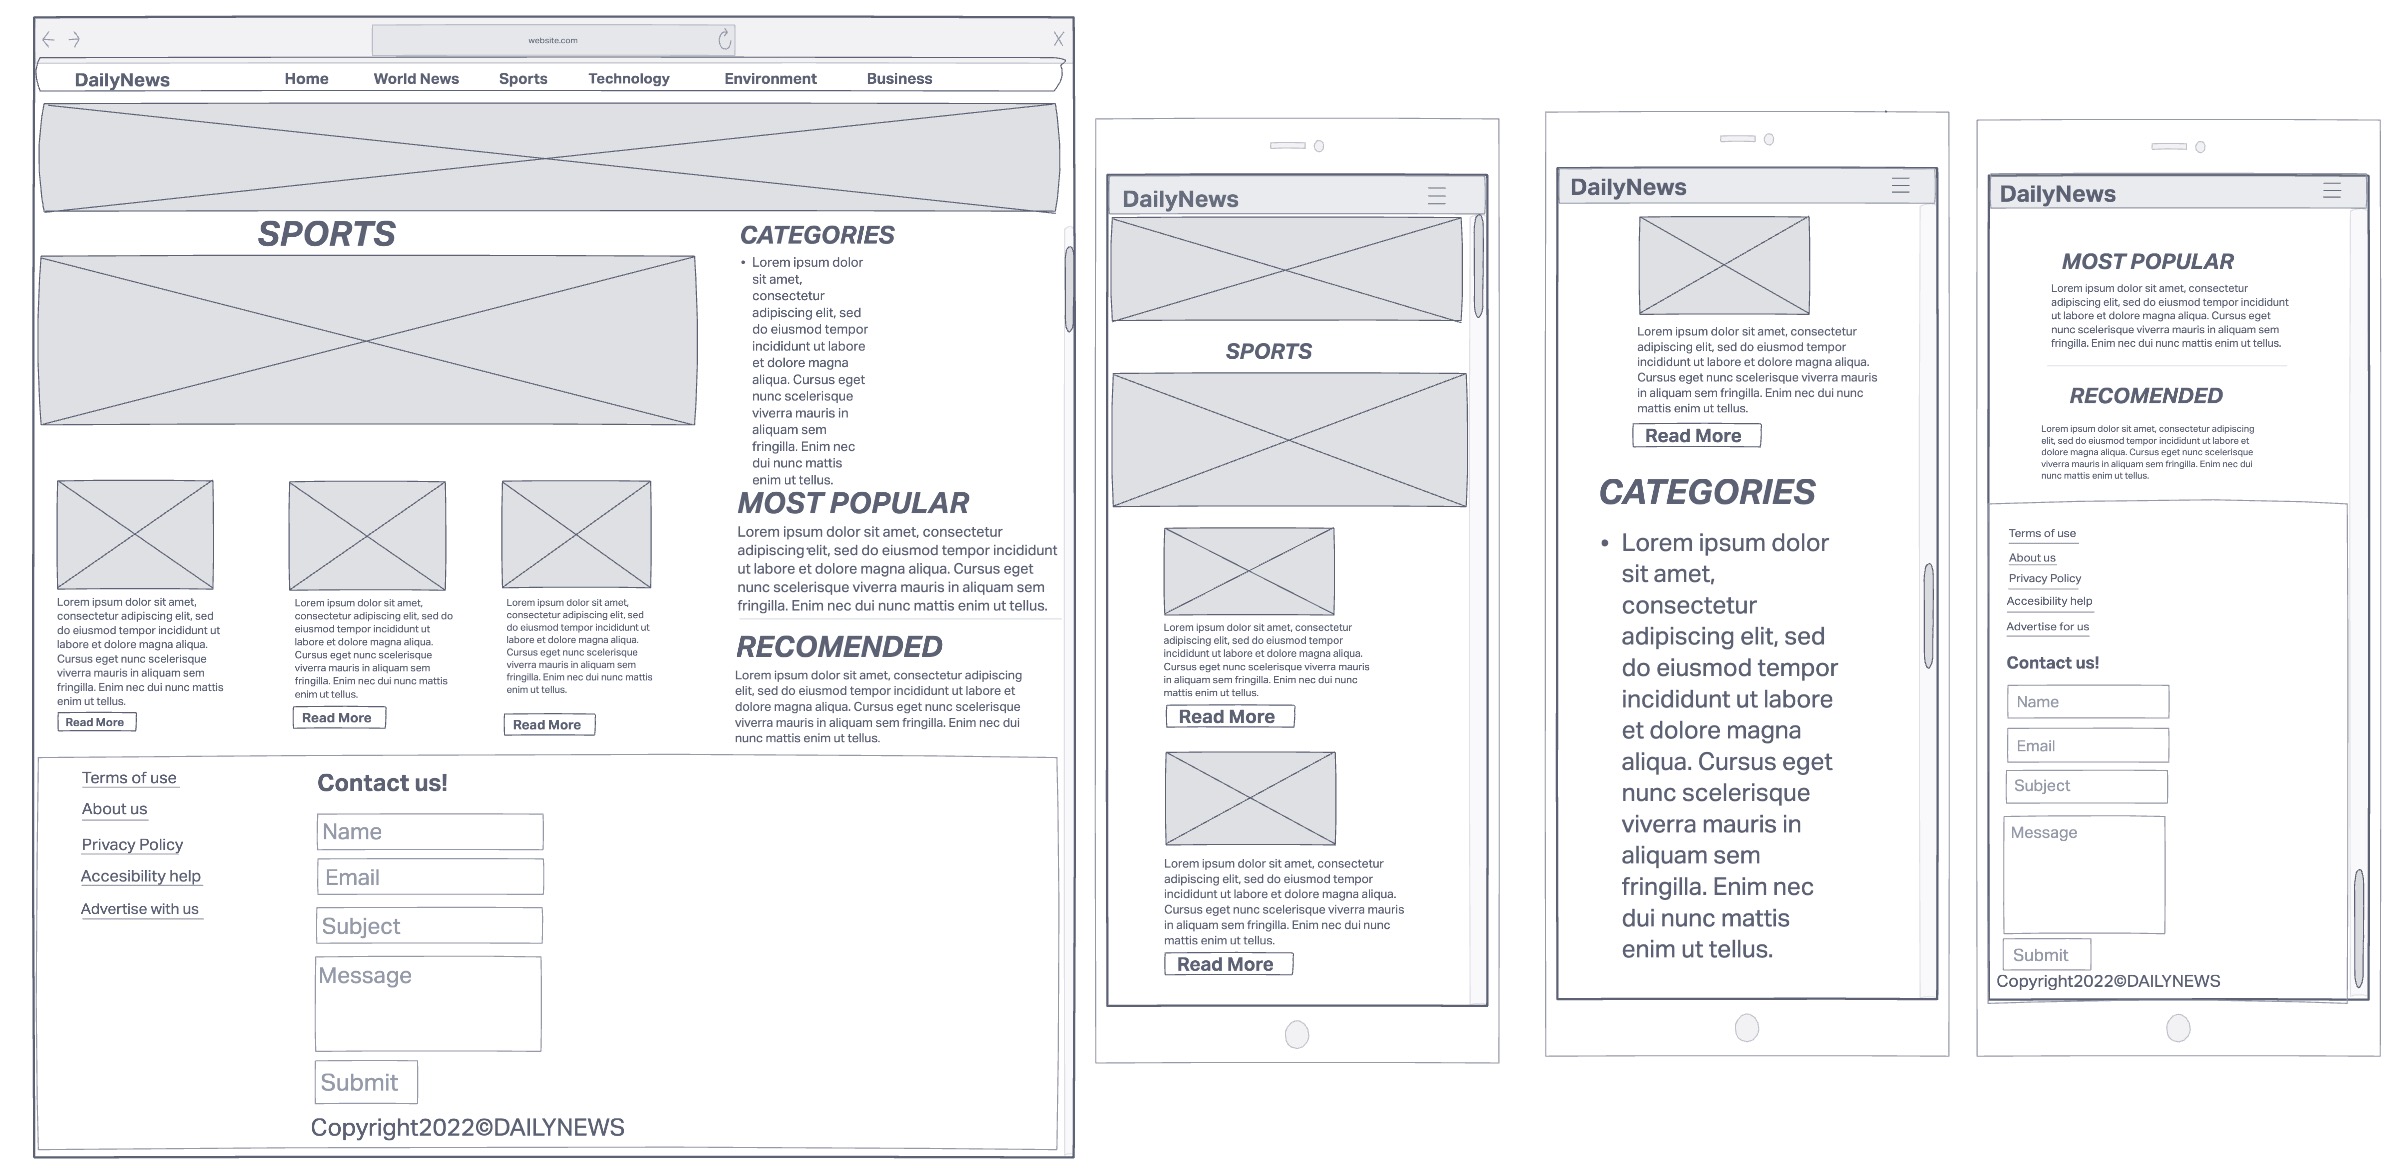 website.com
DailyNews Home World News Sports Technology Environment Business
SPORTS
Lorem ipsum dolor sit amet,
consectetur adipiscing elit, sed
do eiusmod tempor incididunt ut
labore et dolore magna aliqua.
Cursus eget nunc scelerisque
viverra mauris in aliquam sem
fringilla. Enim nec dui nunc mattis
enim ut tellus.
Read More
Lorem ipsum dolor sit amet,
consectetur adipiscing elit, sed do
eiusmod tempor incididunt ut
labore et dolore magna aliqua.
Cursus eget nunc scelerisque
viverra mauris in aliquam sem
fringilla. Enim nec dui nunc mattis
enim ut tellus.
Read More
Lorem ipsum dolor sit amet,
consectetur adipiscing elit, sed
do eiusmod tempor incididunt ut
labore et dolore magna aliqua.
Cursus eget nunc scelerisque
viverra mauris in aliquam sem
fringilla. Enim nec dui nunc mattis
enim ut tellus.
Read More
CATEGORIES
• Lorem ipsum dolor
sit amet,
consectetur
adipiscing elit, sed
do eiusmod tempor
incididunt ut labore
et dolore magna
aliqua. Cursus eget
nunc scelerisque
viverra mauris in
aliquam sem
fringilla. Enim nec
dui nunc mattis
enim ut tellus.
MOST POPULAR
Lorem ipsum dolor sit amet, consectetur
adipiscing elit, sed do eiusmod tempor incididunt
ut labore et dolore magna aliqua. Cursus eget
nunc scelerisque viverra mauris in aliquam sem
fringilla. Enim nec dui nunc mattis enim ut tellus.
RECOMENDED
Lorem ipsum dolor sit amet, consectetur adipiscing
elit, sed do eiusmod tempor incididunt ut labore et
dolore magna aliqua. Cursus eget nunc scelerisque
viverra mauris in aliquam sem fringilla. Enim nec dui
nunc mattis enim ut tellus.
Terms of use
About us
Privacy Policy
Accesibility help
Advertise with us
Contact us!
Name
Email
Subject
Message
Submit
Copyright2022©DAILYNEWS
DailyNews
SPORTS
Lorem ipsum dolor sit amet, consectetur
adipiscing elit, sed do eiusmod tempor
incididunt ut labore et dolore magna aliqua.
Cursus eget nunc scelerisque viverra mauris
in aliquam sem fringilla. Enim nec dui nunc
mattis enim ut tellus.
Read More
Lorem ipsum dolor sit amet, consectetur
adipiscing elit, sed do eiusmod tempor
incididunt ut labore et dolore magna aliqua.
Cursus eget nunc scelerisque viverra mauris
in aliquam sem fringilla. Enim nec dui nunc
mattis enim ut tellus.
Read More
DailyNews
Lorem ipsum dolor sit amet, consectetur
adipiscing elit, sed do eiusmod tempor
incididunt ut labore et dolore magna aliqua.
Cursus eget nunc scelerisque viverra mauris
in aliquam sem fringilla. Enim nec dui nunc
mattis enim ut tellus.
Read More
CATEGORIES
• Lorem ipsum dolor
sit amet,
consectetur
adipiscing elit, sed
do eiusmod tempor
incididunt ut labore
et dolore magna
aliqua. Cursus eget
nunc scelerisque
viverra mauris in
aliquam sem
fringilla. Enim nec
dui nunc mattis
enim ut tellus.
DailyNews
MOST POPULAR
Lorem ipsum dolor sit amet, consectetur
adipiscing elit, sed do eiusmod tempor incididunt
ut labore et dolore magna aliqua. Cursus eget
nunc scelerisque viverra mauris in aliquam sem
fringilla. Enim nec dui nunc mattis enim ut tellus.
RECOMENDED
Lorem ipsum dolor sit amet, consectetur adipiscing
elit, sed do eiusmod tempor incididunt ut labore et
dolore magna aliqua. Cursus eget nunc scelerisque
viverra mauris in aliquam sem fringilla. Enim nec dui
nunc mattis enim ut tellus.
Terms of use
About us
Privacy Policy
Accesibility help
Advertise for us
Contact us!
Name
Email
Subject
Message
Submit
Copyright2022©DAILYNEWS